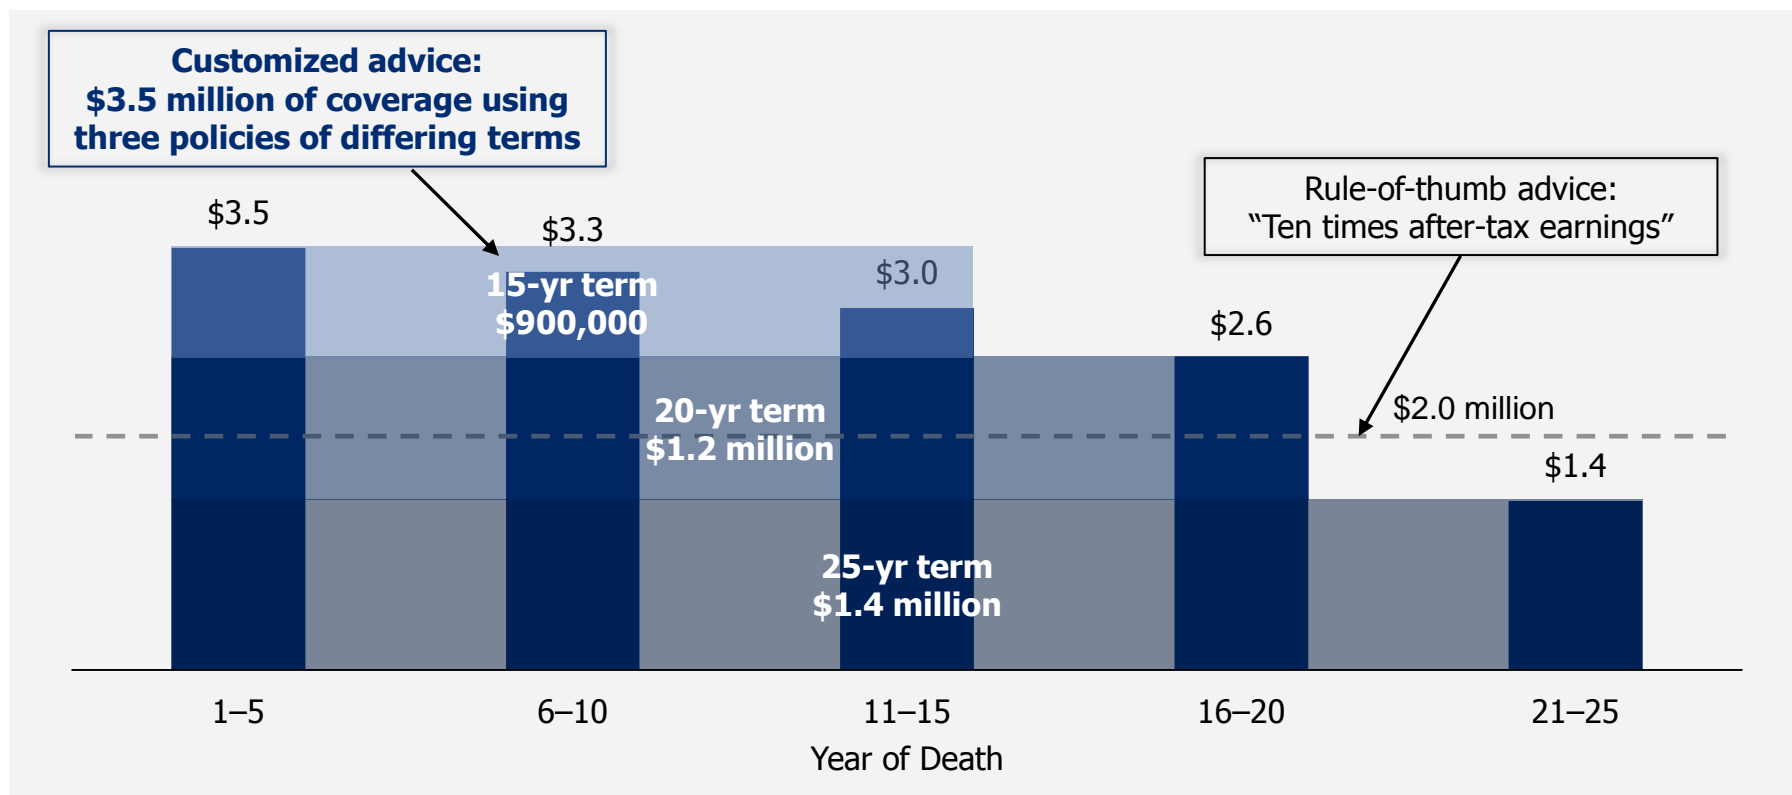 Customized advice:
$3.5 million of coverage using
three policies of differing terms
Rule-of-thumb advice:
“Ten times after-tax earnings”
$3.5
$3.3
$3.0
$2.6
$1.4
15-yr term
$900,000
20-yr term
$1.2 million
$2.0 million
25-yr term
$1.4 million
1–5
6–10
11–15
16–20
21–25
Year of Death